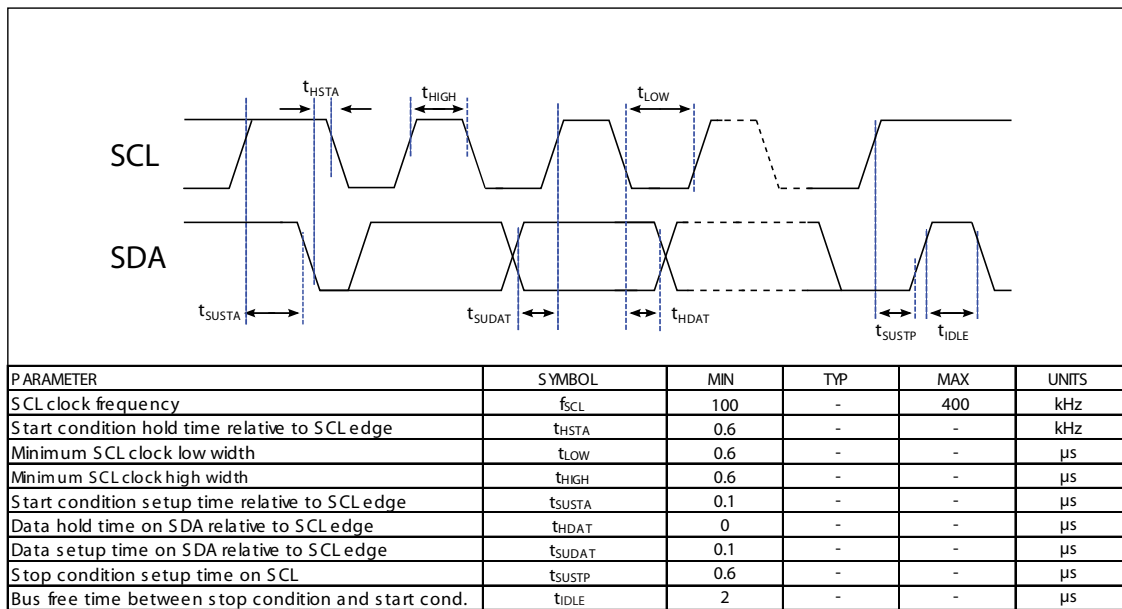 tHSTA
tHIGH
tLOW
SCL
SDA
tSUSTA
tSUDAT
tHDAT
tSUSTP
tIDLE
PARAMETER SYMBOL MIN TYP MAX UNITS
SCL clock frequency fSCL 100 - 400 kHz
Start condition hold time relative to SCL edge tHSTA 0.6 - - kHz
Minimum SCL clock low width tLOW 0.6 - - µs
Minimum SCL clock high width tHIGH 0.6 - - µs
Start condition setup time relative to SCL edge tSUSTA 0.1 - - µs
Data hold time on SDA relative to SCL edge tHDAT 0 - - µs
Data setup time on SDA relative to SCL edge tSUDAT 0.1 - - µs
Stop condition setup time on SCL tSUSTP 0.6 - - µs
Bus free time between stop condition and start cond. tIDLE 2 - - µs